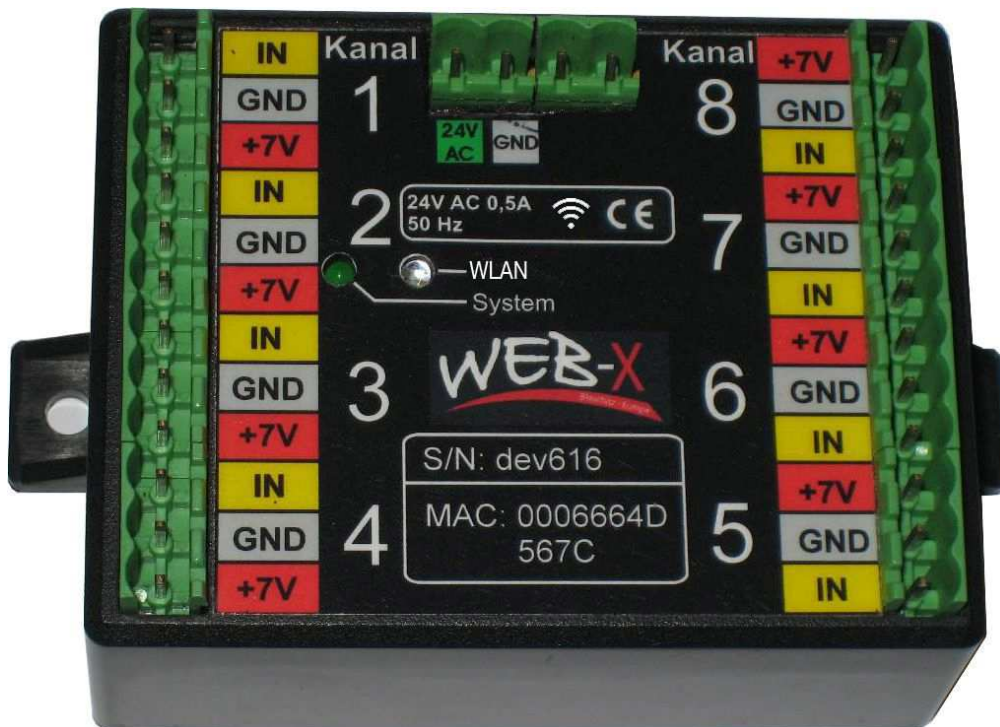 IN
GND
+7V
IN
GND
+7V
IN
GND
+7V
IN
GND
+7V
Kanal
1
2
3
4
24V
AC
GND
24V AC 0,5A
50 Hz
CE
WLAN
System
WEB-X
S/N: dev616
MAC: 0006664D
567C
Kanal
8
7
6
5
+7V
GND
IN
+7V
GND
IN
+7V
GND
IN
+7V
GND
IN